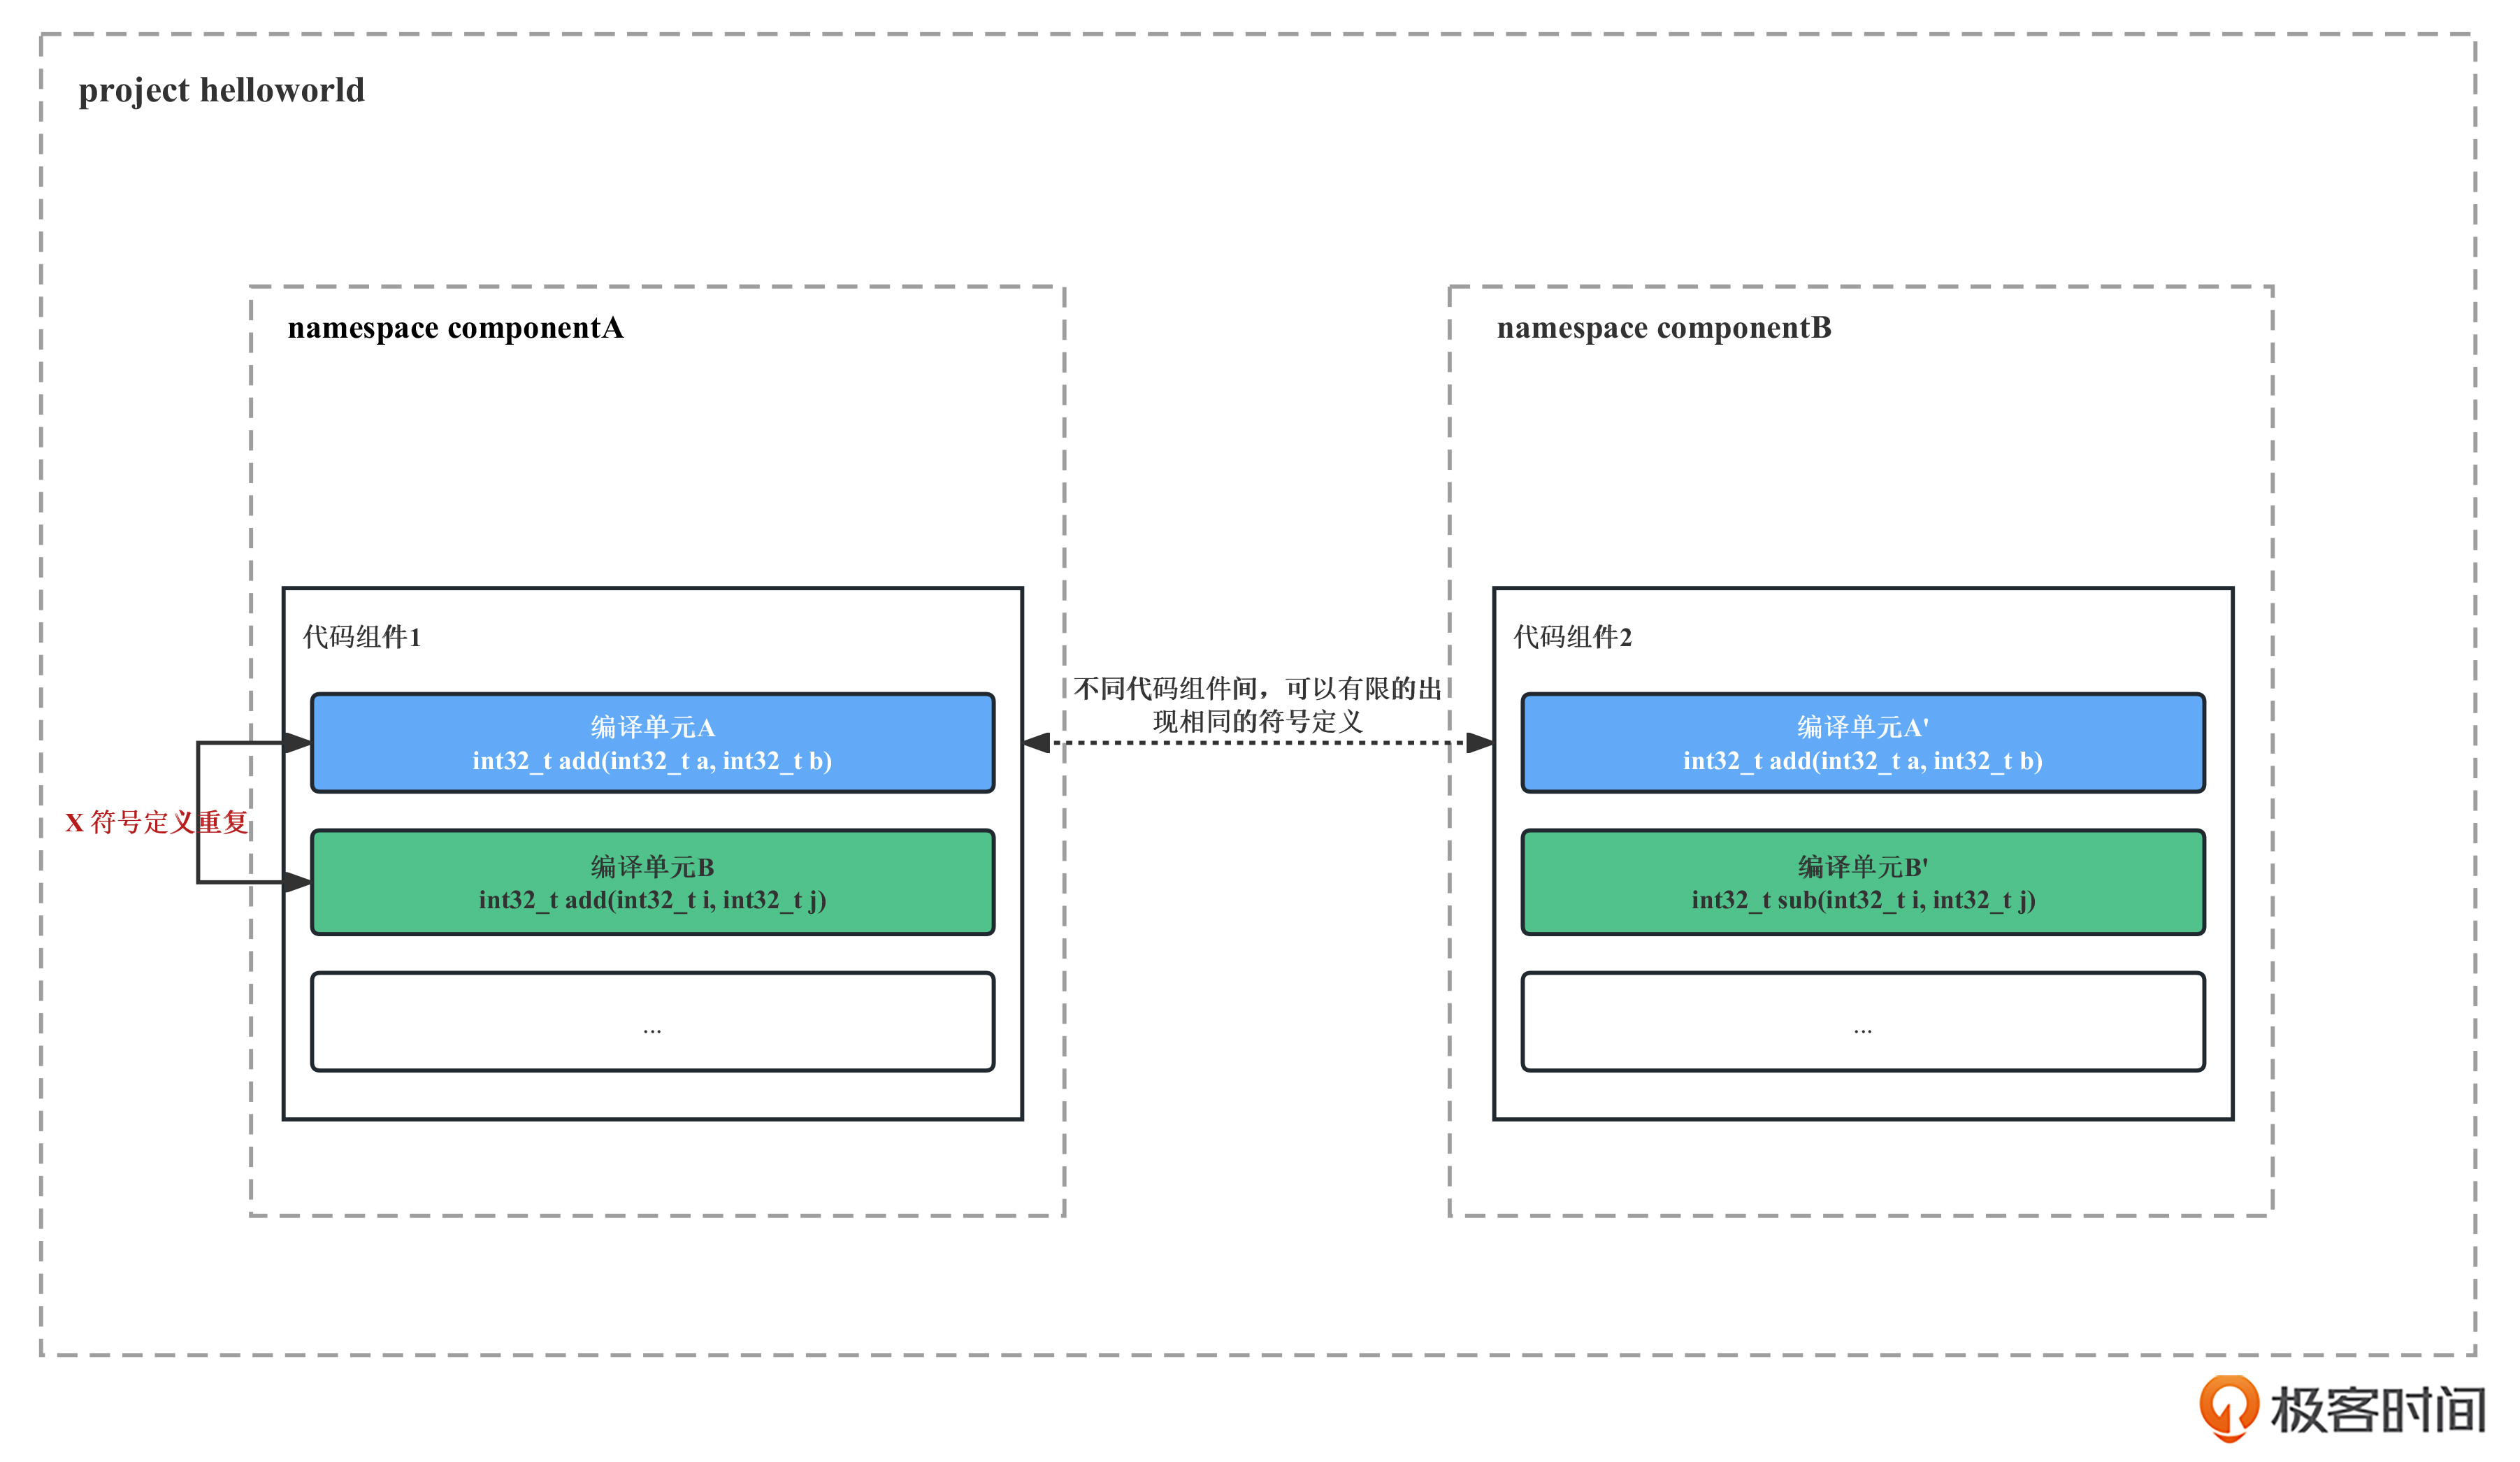 project helloworld
namespace componentA
namespace componentB
代码组件1
代码组件2
不同代码组件间，可以有限的出
现相同的符号定义
编译单元A
int32_t add(int32_t a, int32_t b)
编译单元A'
int32_t add(int32_t a, int32_t b)
X 符号定义重复
编译单元B
int32_t add(int32_t i, int32_t j)
编译单元B'
int32_t sub(int32_t i, int32_t j)
...
...
极客时间